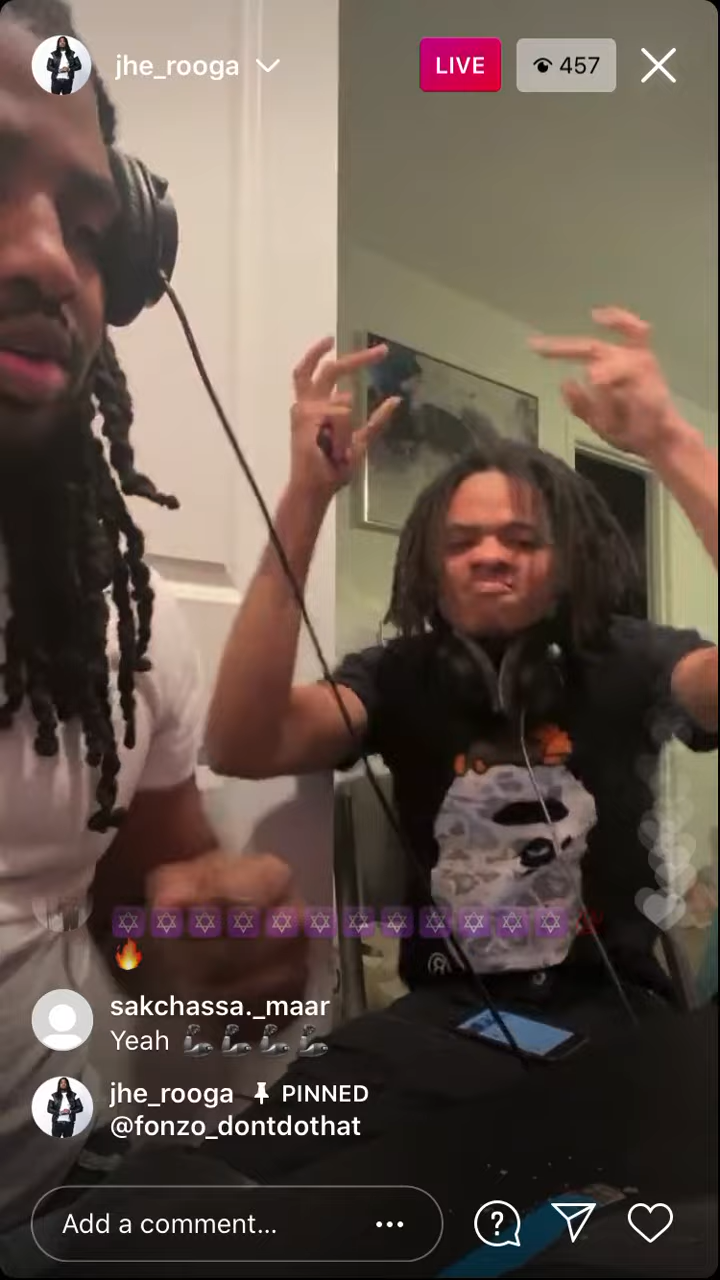 jhe_rooga
LIVE
457
✡✡✡✡✡✡✡✡✡✡✡✡💯
🔥
sakchassa._maar
Yeah 🦾🦾🦾🦾
jhe_rooga 📌 PINNED
@fonzo_dontdothat
Add a comment...